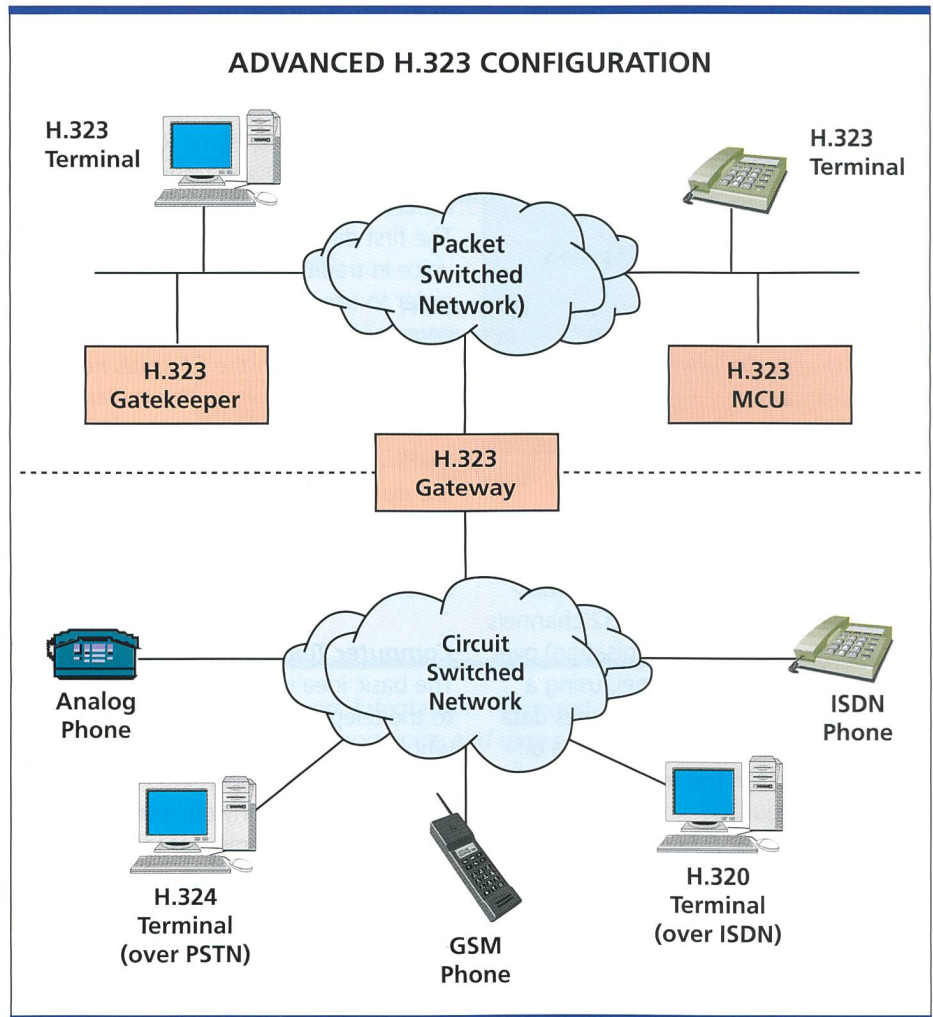 ADVANCED H.323 CONFIGURATION
H.323
Terminal
H.323
Terminal
Packet
Switched
Network)
H.323
Gatekeeper
H.323
MCU
H.323
Gateway
Circuit
Switched
Network
Analog
Phone
ISDN
Phone
H.324
Terminal
(over PSTN)
GSM
Phone
H.320
Terminal
(over ISDN)